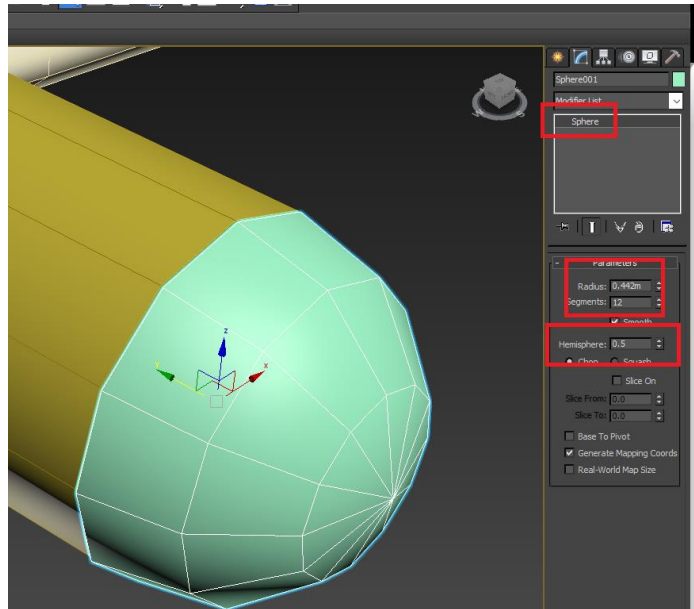 Sphere001
Modifier List
Sphere
Parameters
Radius: 0.442m
Segments: 12
Smooth
Hemisphere: 0.5
Chop Squash
Slice On
Slice From: 0.0
Slice To: 0.0
Base To Pivot
Generate Mapping Coords
Real-World Map Size
z
y
x